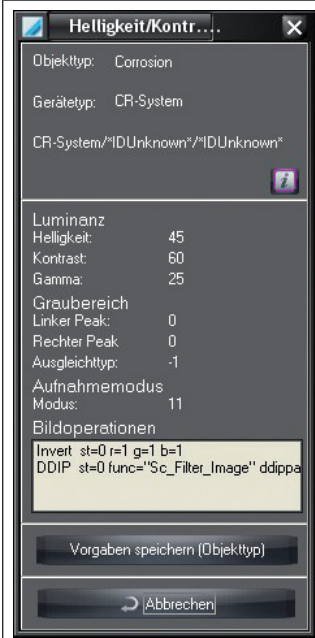 Helligkeit/Kontr....
Objekttyp: Corrosion
Gerätetyp: CR-System
CR-System/*IDUnknown*/*IDUnknown*
i
Luminanz
Helligkeit: 45
Kontrast: 60
Gamma: 25
Graubereich
Linker Peak: 0
Rechter Peak 0
Ausgleichttyp: -1
Aufnahmemodus
Modus: 11
Bildoperationen
Invert st=0 r=1 g=1 b=1
DDIP st=0 func="Sc_Filter_Image" ddippa
Vorgaben speichern (Objekttyp)
Abbrechen